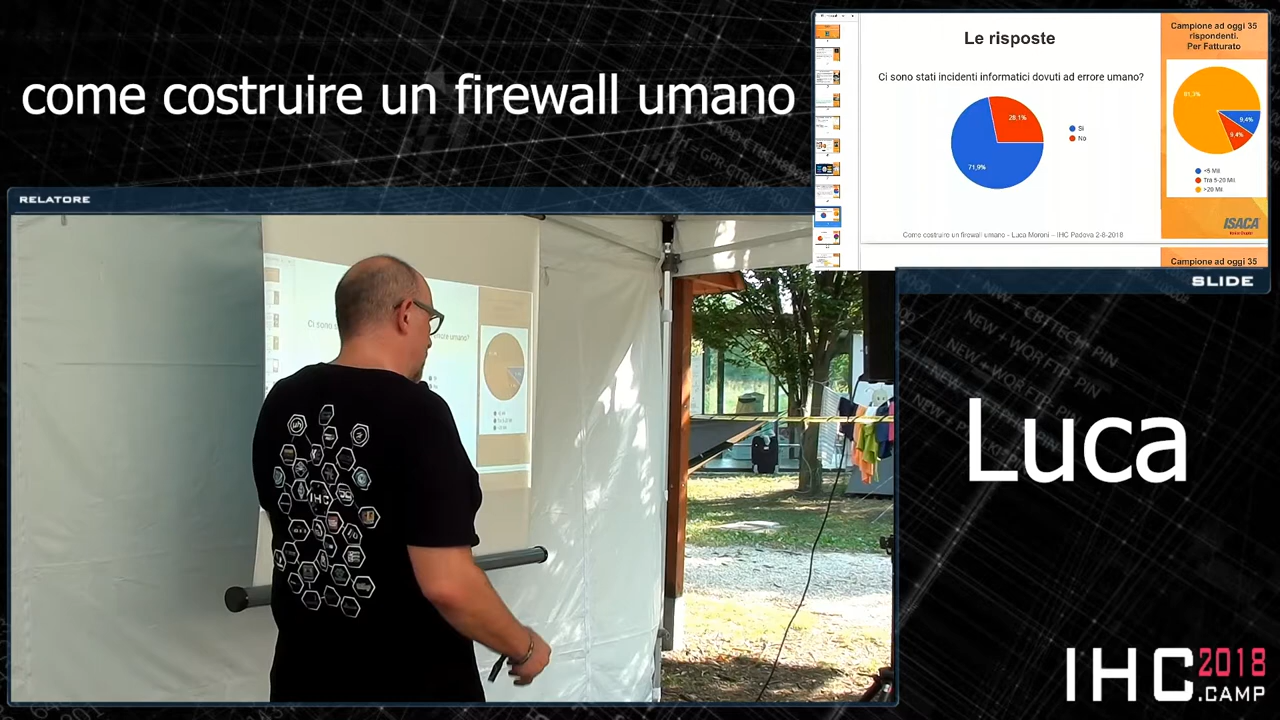 come costruire un firewall umano
RELATORE
Le risposte
Ci sono stati incidenti informatici dovuti ad errore umano?
28,1%
71,9%
Si
No
Come costruire un firewall umano - Luca Moroni – IHC Padova 2-8-2018
Campione ad oggi 35
rispondenti.
Per Fatturato
81,3%
9,4%
9,4%
<5 Mil
Tra 5-20 Mil
>20 Mil
ISACA
Campione ad oggi 35
SLIDE
Luca
IHC 2018
.CAMP